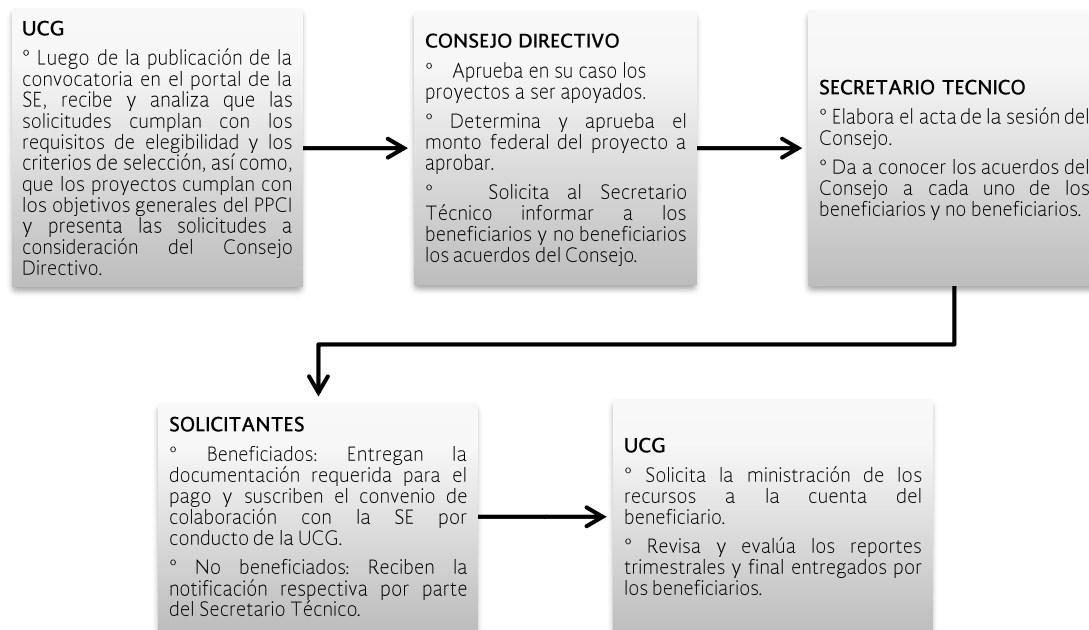 UCG
° Luego de la publicación de la
convocatoria en el portal de la
SE, recibe y analiza que las
solicitudes cumplan con los
requisitos de elegibilidad y los
criterios de selección, así como,
que los proyectos cumplan con
los objetivos generales del PPCI
y presenta las solicitudes a
consideración del Consejo
Directivo.
CONSEJO DIRECTIVO
° Aprueba en su caso los
proyectos a ser apoyados.
° Determina y aprueba el
monto federal del proyecto a
aprobar.
° Solicita al Secretario
Técnico informar a los
beneficiarios y no beneficiarios
los acuerdos del Consejo.
SECRETARIO TECNICO
° Elabora el acta de la sesión del
Consejo.
° Da a conocer los acuerdos del
Consejo a cada uno de los
beneficiarios y no beneficiarios.
SOLICITANTES
° Beneficiados: Entregan la
documentación requerida para el
pago y suscriben el convenio de
colaboración con la SE por
conducto de la UCG.
° No beneficiados: Reciben la
notificación respectiva por parte
del Secretario Técnico.
UCG
° Solicita la ministración de los
recursos a la cuenta del
beneficiario.
° Revisa y evalúa los reportes
trimestrales y final entregados por
los beneficiarios.